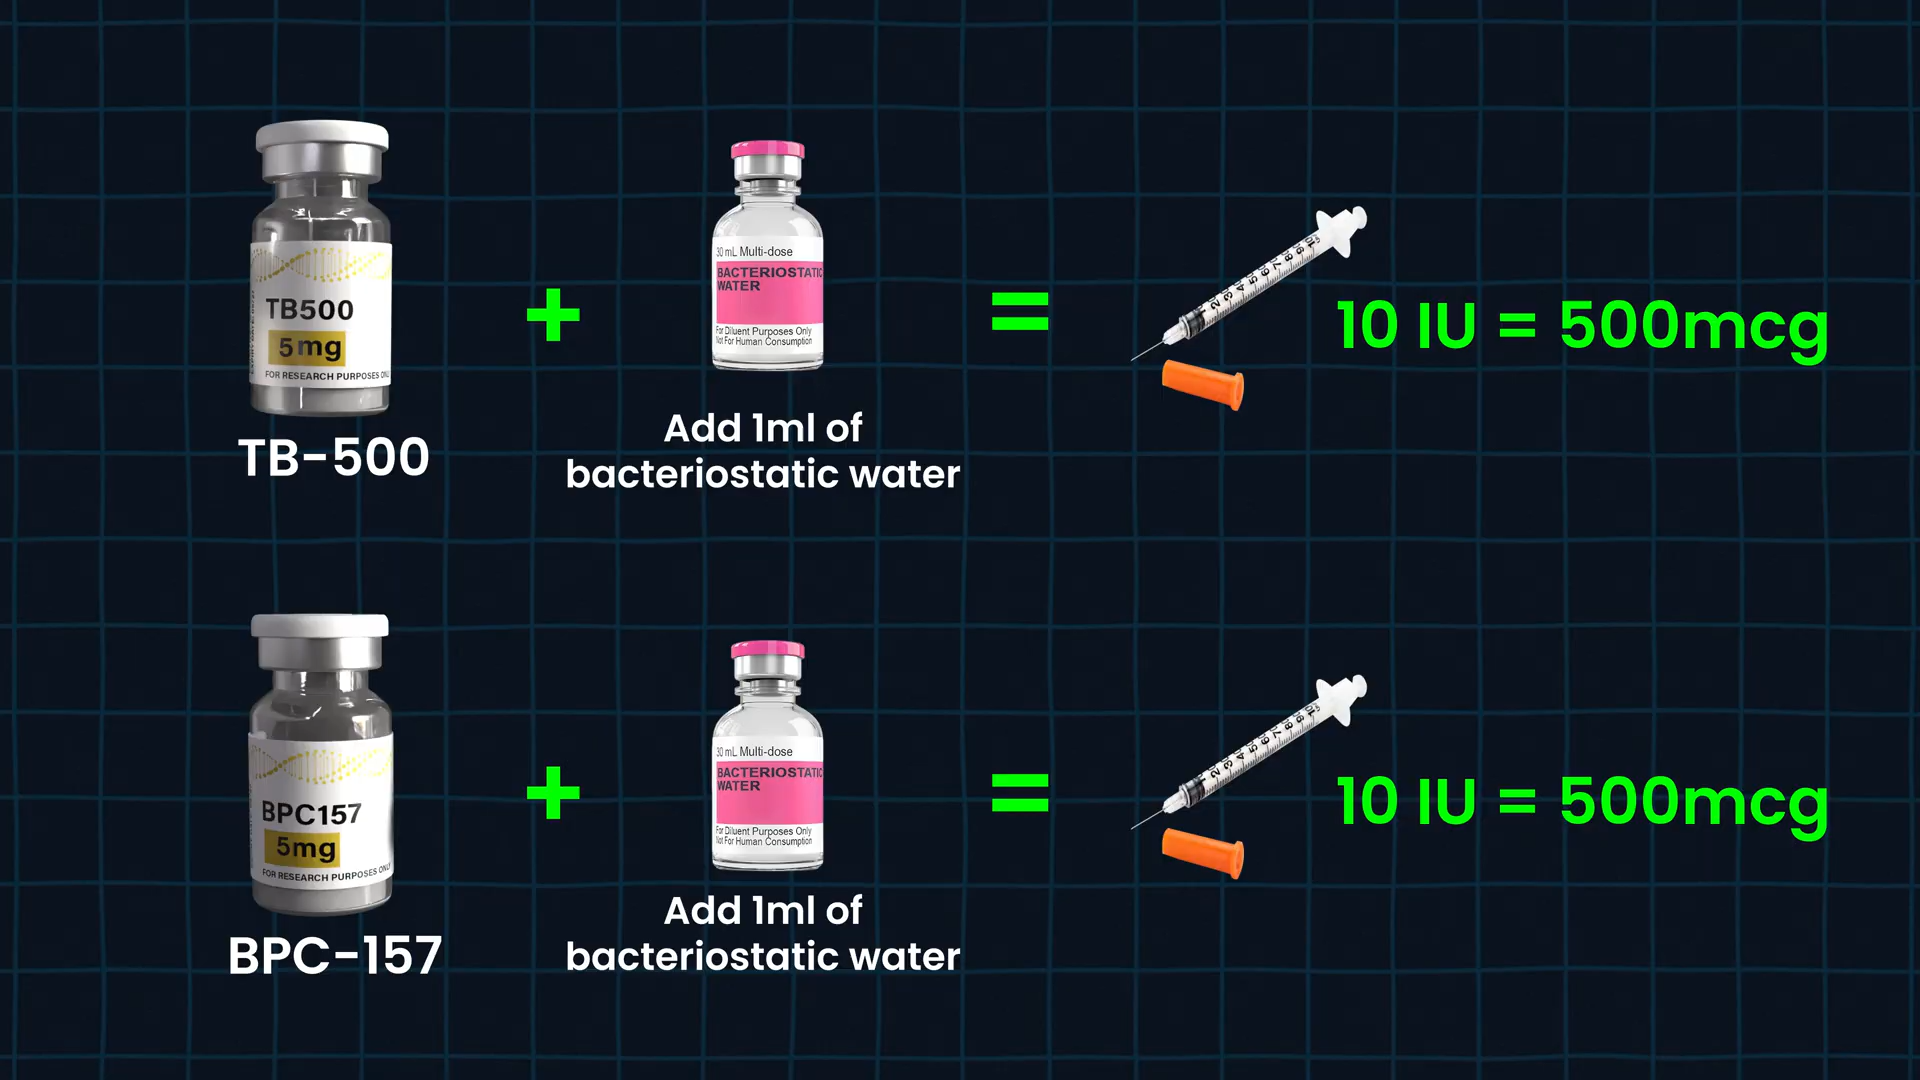 TB500
5mg
FOR RESEARCH PURPOSES
TB-500
30 mL Multi-dose
BACTERIOSTATIC
WATER
For Diluent Purposes Only
Not For Human Consumption
Add 1ml of
bacteriostatic water
10 IU = 500mcg
BPC157
5mg
FOR RESEARCH PURPOSES
BPC-157
30 mL Multi-dose
BACTERIOSTATIC
WATER
For Diluent Purposes Only
Not For Human Consumption
Add 1ml of
bacteriostatic water
10 IU = 500mcg